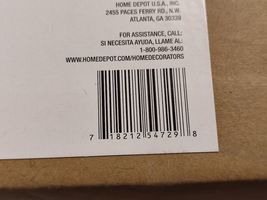 HOME DEPOT U.S.A., INC.
2455 PACES FERRY RD., N.W.
ATLANTA, GA 30339
FOR ASSISTANCE, CALL:
SI NECESITA AYUDA, LLAME AL:
1-800-986-3460
WWW.HOMEDEPOT.COM/HOMEDECORATORS
7 18212 54729 8